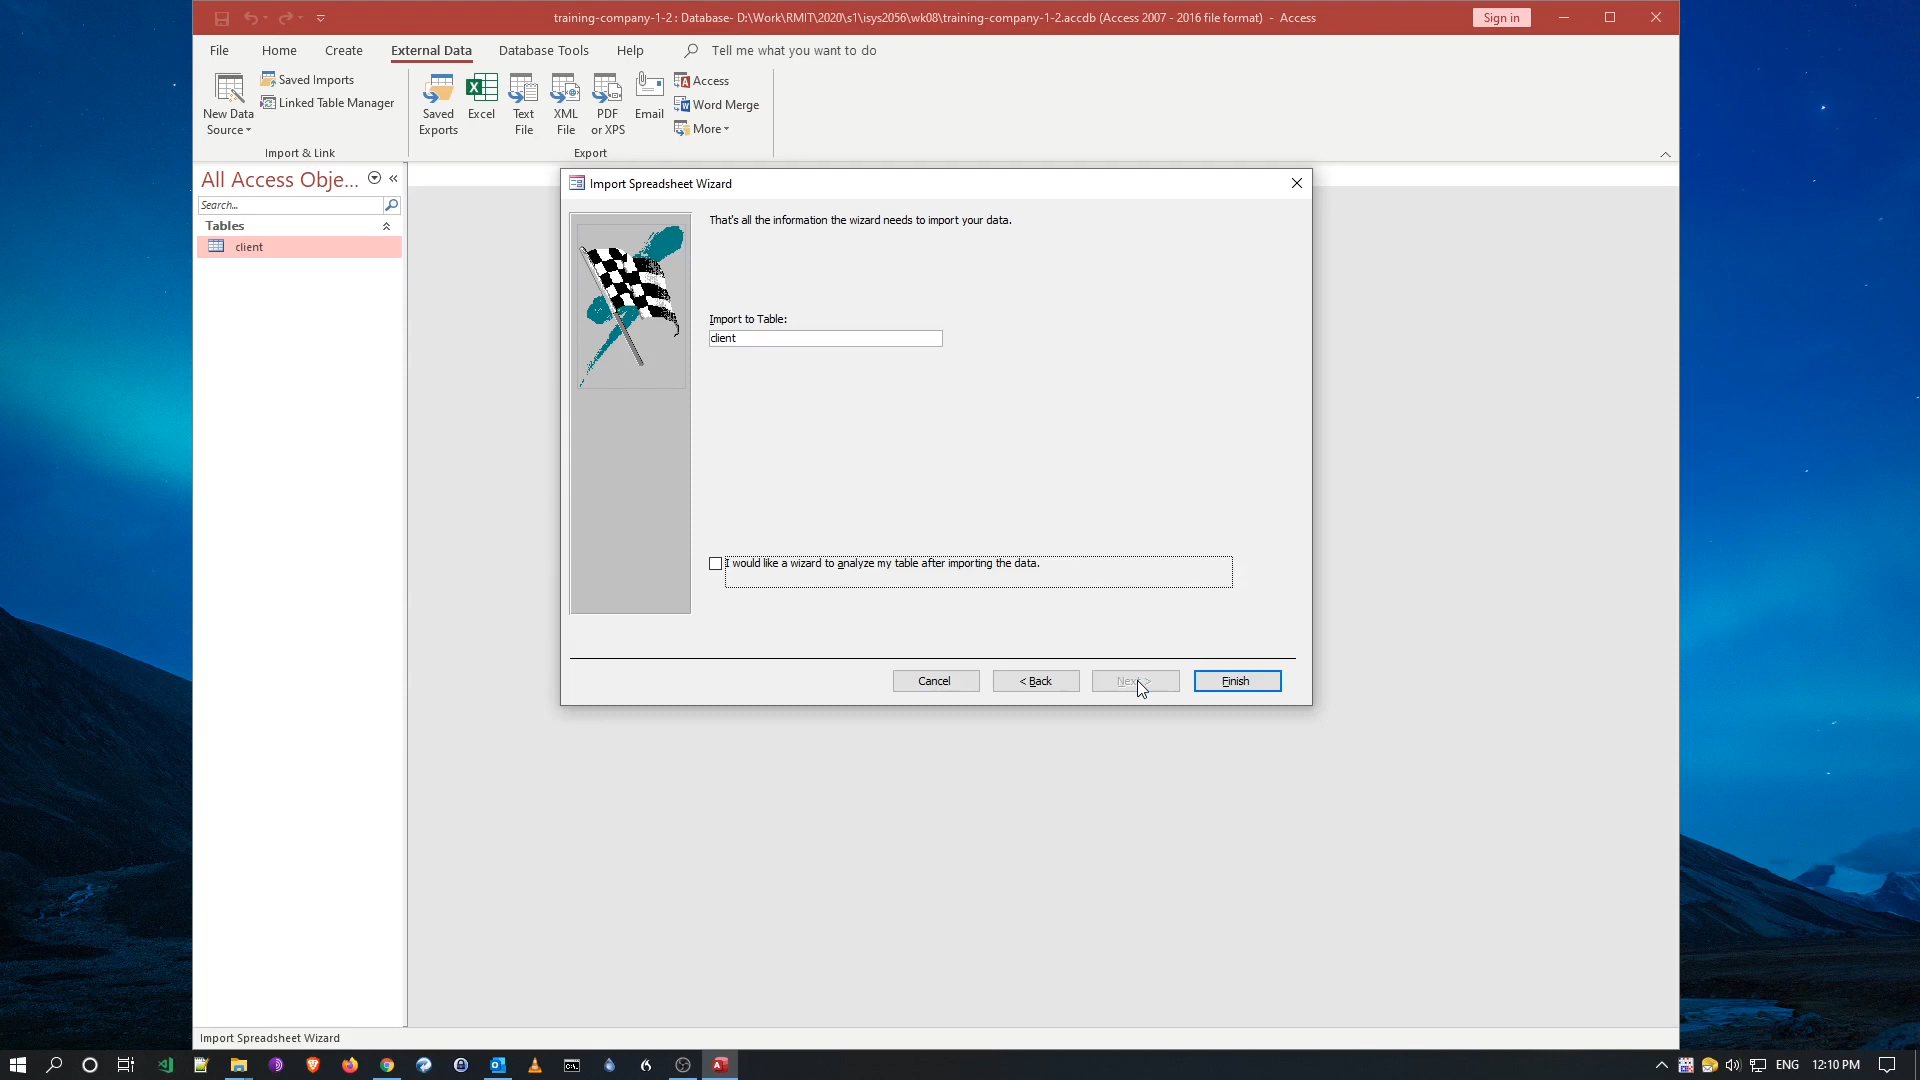 training-company-1-2 : Database- D:\Work\RMIT\2020\s1\isys2056\wk08\training-company-1-2.accdb (Access 2007 - 2016 file format) - Access
Sign in
File Home Create External Data Database Tools Help Tell me what you want to do
New Data Source
Saved Imports
Linked Table Manager
Import & Link
Saved Exports
Excel
Text File
XML File
PDF or XPS
Email
Access
Word Merge
More
Export
All Access Obje...
Search...
Tables
client
Import Spreadsheet Wizard
That's all the information the wizard needs to import your data.
Import to Table:
client
I would like a wizard to analyze my table after importing the data.
Cancel
< Back
Next >
Finish
Import Spreadsheet Wizard
ENG
12:10 PM